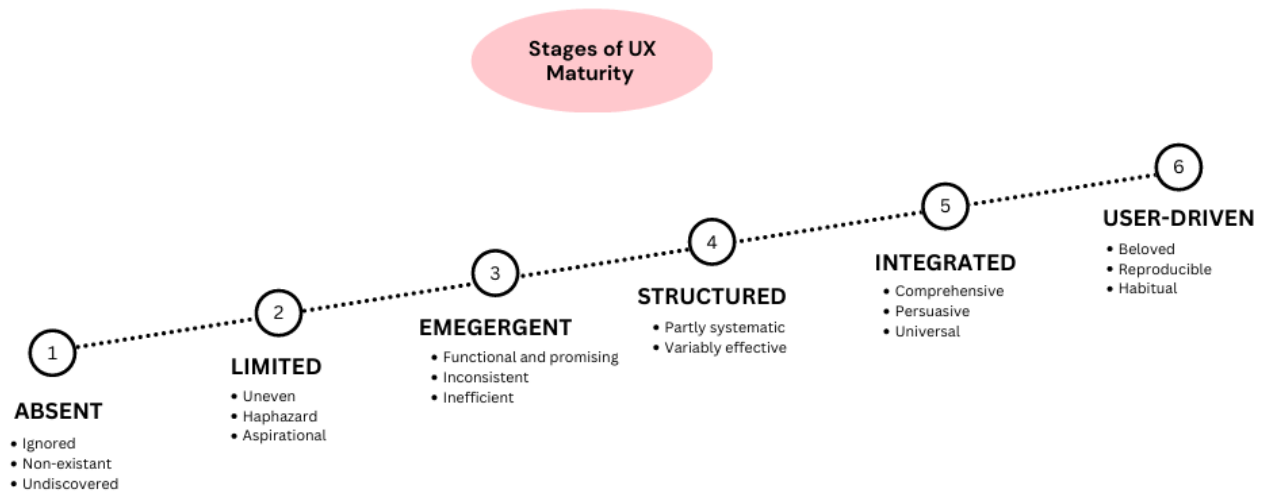 Stages of UX
Maturity
1
ABSENT
• Ignored
• Non-existant
• Undiscovered
2
LIMITED
• Uneven
• Haphazard
• Aspirational
3
EMEGERGENT
• Functional and promising
• Inconsistent
• Inefficient
4
STRUCTURED
• Partly systematic
• Variably effective
5
INTEGRATED
• Comprehensive
• Persuasive
• Universal
6
USER-DRIVEN
• Beloved
• Reproducible
• Habitual